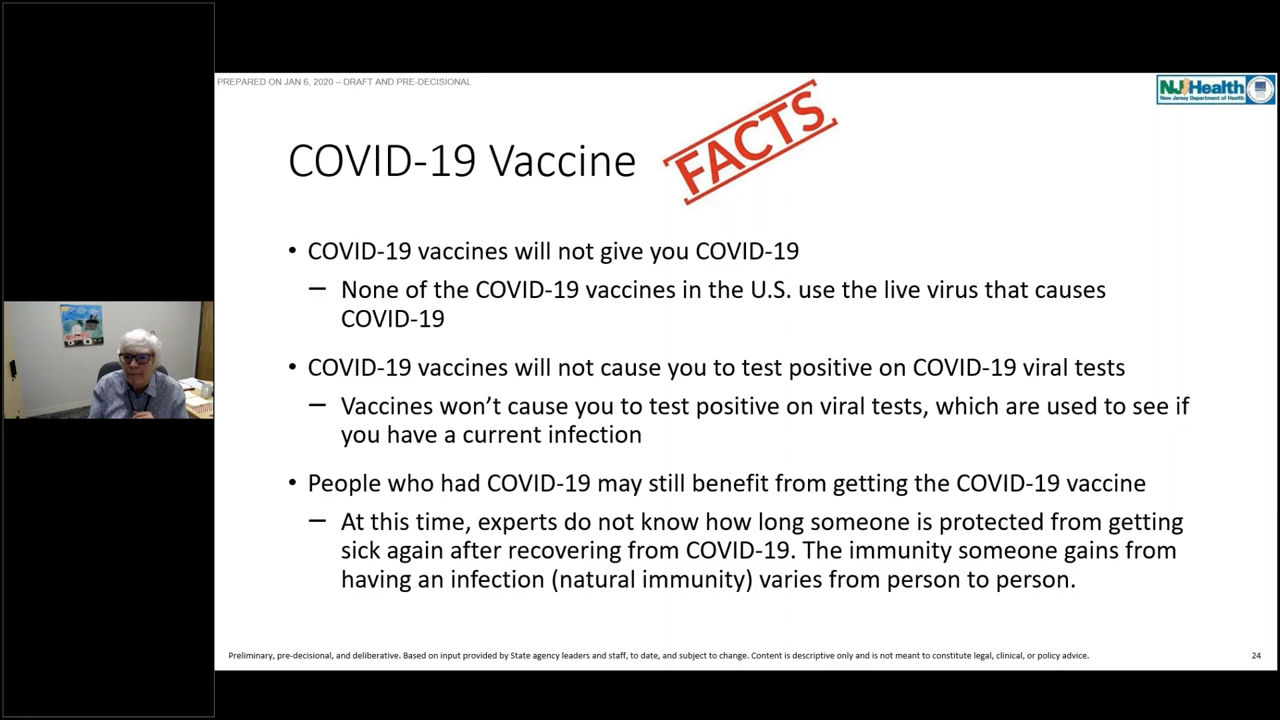 PREPARED ON JAN 6, 2020 – DRAFT AND PRE-DECISIONAL
NJHealth
New Jersey Department of Health
COVID-19 Vaccine
FACTS
• COVID-19 vaccines will not give you COVID-19
– None of the COVID-19 vaccines in the U.S. use the live virus that causes
COVID-19
• COVID-19 vaccines will not cause you to test positive on COVID-19 viral tests
– Vaccines won’t cause you to test positive on viral tests, which are used to see if
you have a current infection
• People who had COVID-19 may still benefit from getting the COVID-19 vaccine
– At this time, experts do not know how long someone is protected from getting
sick again after recovering from COVID-19. The immunity someone gains from
having an infection (natural immunity) varies from person to person.
Preliminary, pre-decisional, and deliberative. Based on input provided by State agency leaders and staff, to date, and subject to change. Content is descriptive only and is not meant to constitute legal, clinical, or policy advice.
24